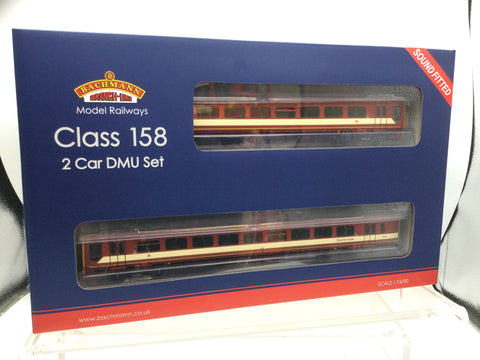 BACHMANN
BRANCH-LINE
Model Railways
Class 158
2 Car DMU Set
SOUND FITTED
www.bachmann.co.uk
SCALE 1:76/OO